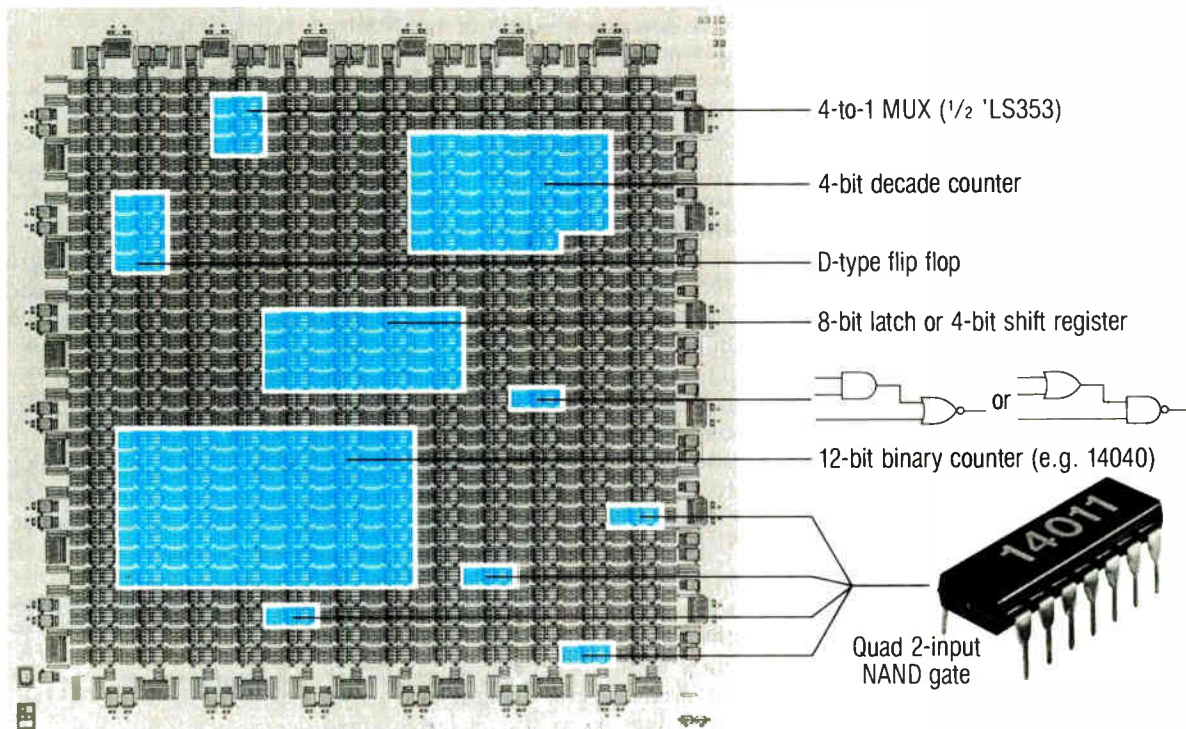 4-to-1 MUX (1/2 'LS353)
4-bit decade counter
D-type flip flop
8-bit latch or 4-bit shift register
or
12-bit binary counter (e.g. 14040)
14011
Quad 2-input
NAND gate